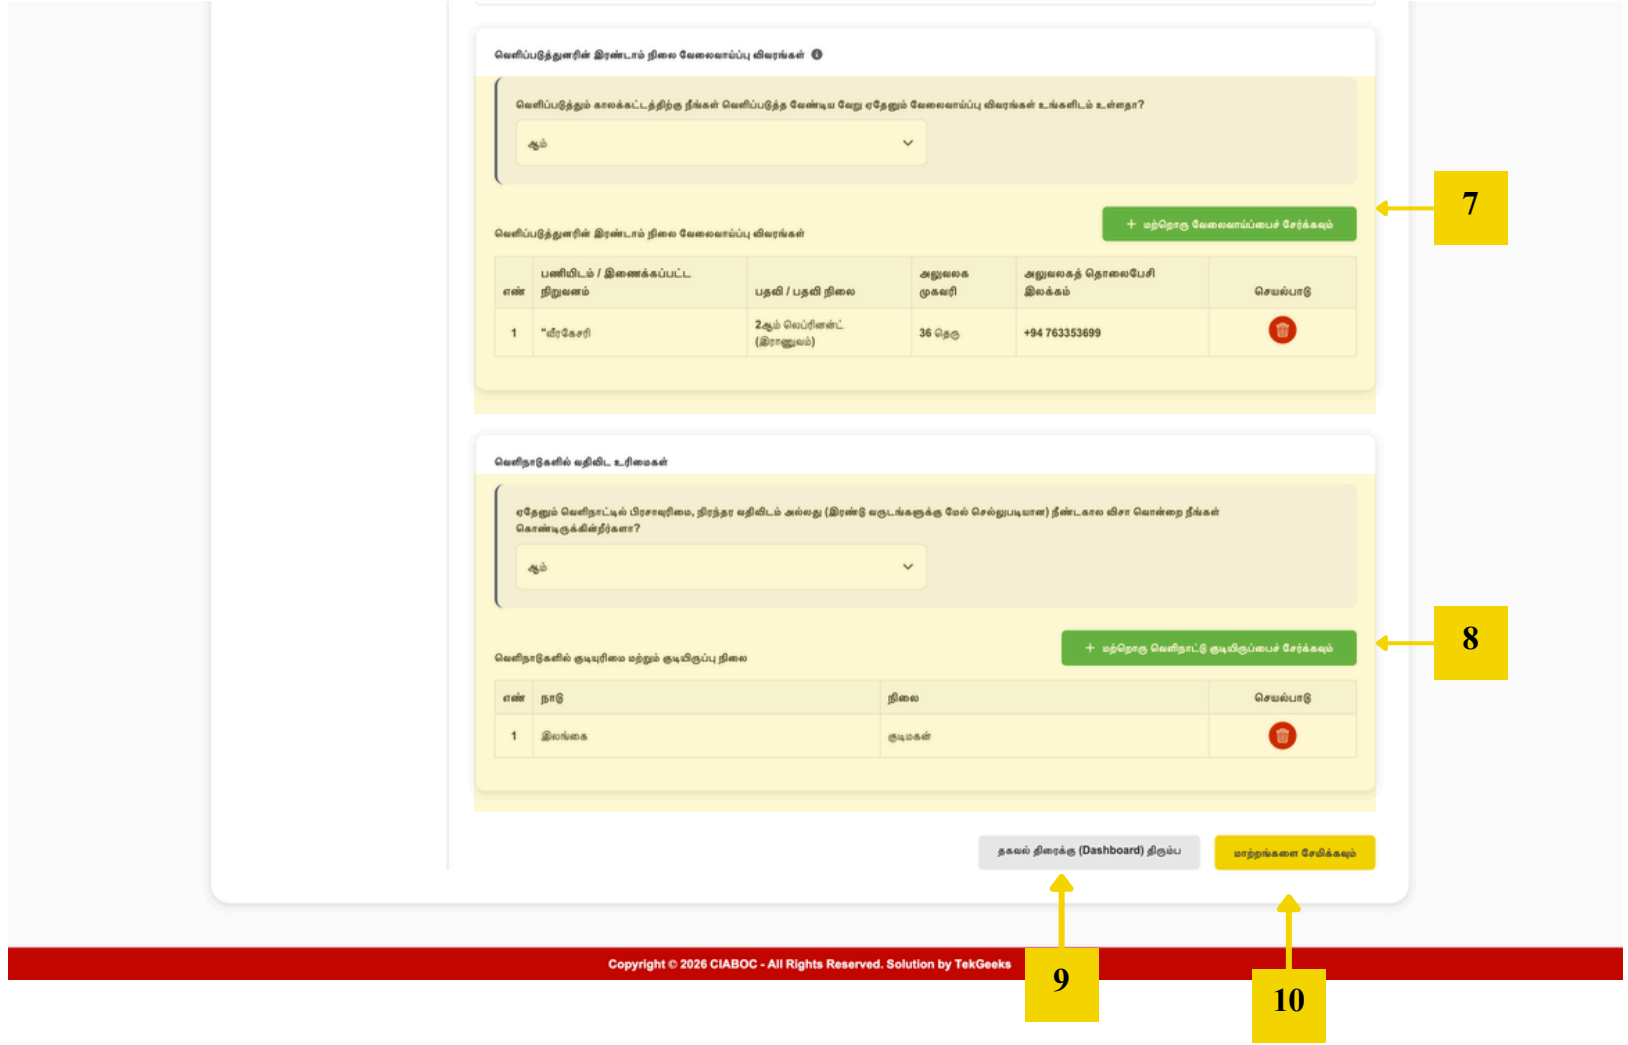 வெளிப்படுத்துனரின் இரண்டாம் நிலை வேலைவாய்ப்பு விவரங்கள்
வெளிப்படுத்தும் காலக்கட்டத்திற்கு நீங்கள் வெளிப்படுத்த வேண்டிய வேறு ஏதேனும் வேலைவாய்ப்பு விவரங்கள் உங்களிடம் உள்ளதா?
ஆம்
7
+ மற்றொரு வேலைவாய்ப்பைச் சேர்க்கவும்
வெளிப்படுத்துனரின் இரண்டாம் நிலை வேலைவாய்ப்பு விவரங்கள்
எண் பணியிடம் / இணைக்கப்பட்ட நிறுவனம் பதவி / பதவி நிலை அலுவலக முகவரி அலுவலகத் தொலைபேசி இலக்கம் செயல்பாடு
1 "வீரகேசரி 2ஆம் லெப்ரினன்ட் (இராணுவம்) 36 தெரு +94 763353699
வெளிநாடுகளில் வதிவிட உரிமைகள்
ஏதேனும் வெளிநாட்டில் பிரசாவுரிமை, நிரந்தர வதிவிடம் அல்லது (இரண்டு வருடங்களுக்கு மேல் செல்லுபடியான) நீண்டகால விசா வொன்றை நீங்கள்
கொண்டிருக்கின்றீர்களா?
ஆம்
8
+ மற்றொரு வெளிநாட்டு குடியிருப்பைச் சேர்க்கவும்
வெளிநாடுகளில் குடியுரிமை மற்றும் குடியிருப்பு நிலை
எண் நாடு நிலை செயல்பாடு
1 இலங்கை குடிமகன்
தகவல் திரைக்கு (Dashboard) திரும்ப மாற்றங்களை சேமிக்கவும்
Copyright © 2026 CIABOC - All Rights Reserved. Solution by TekGeeks
9
10